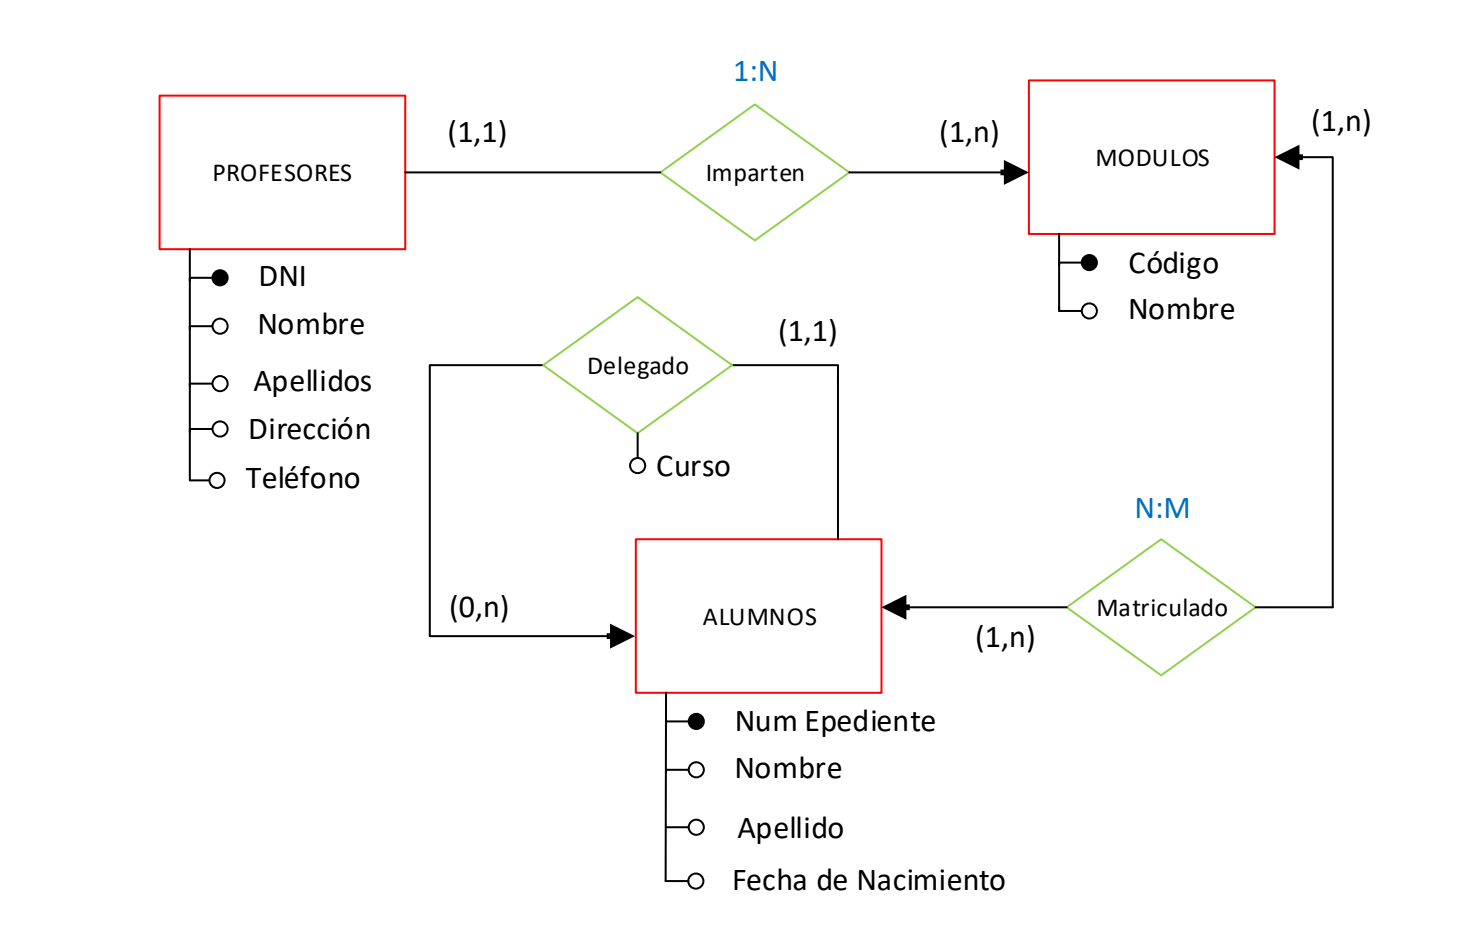 1:N
(1,1)
(1,n)
(1,n)
PROFESORES
Imparten
MODULOS
DNI
Nombre
Apellidos
Dirección
Teléfono
Código
Nombre
(1,1)
Delegado
Curso
(0,n)
N:M
ALUMNOS
Matriculado
(1,n)
Num Epediente
Nombre
Apellido
Fecha de Nacimiento